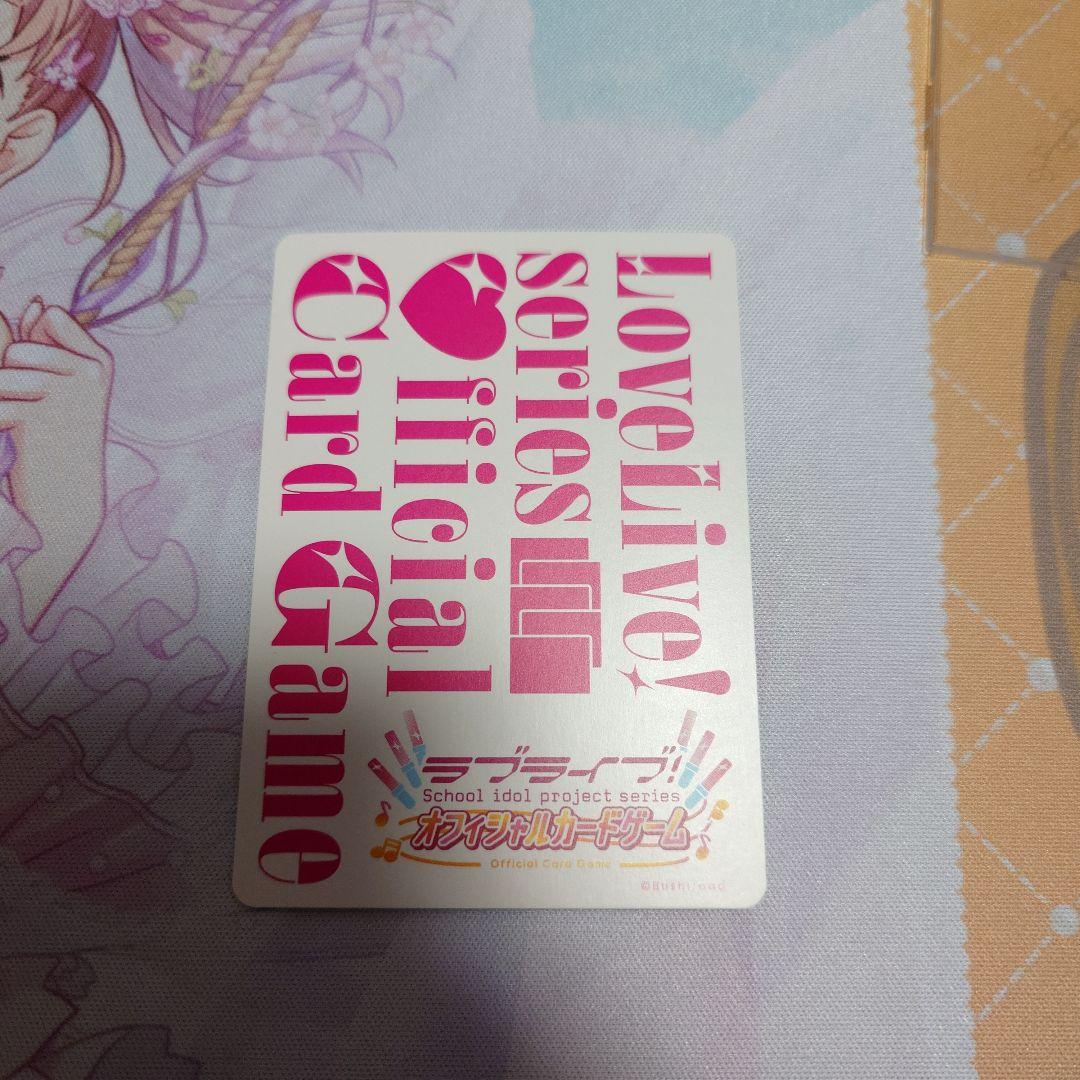 LoveLive!
series
fficial
Card Game
ラブライブ!
School idol project series
オフィシャルカードゲーム
Official Card Game
©Bushiroad